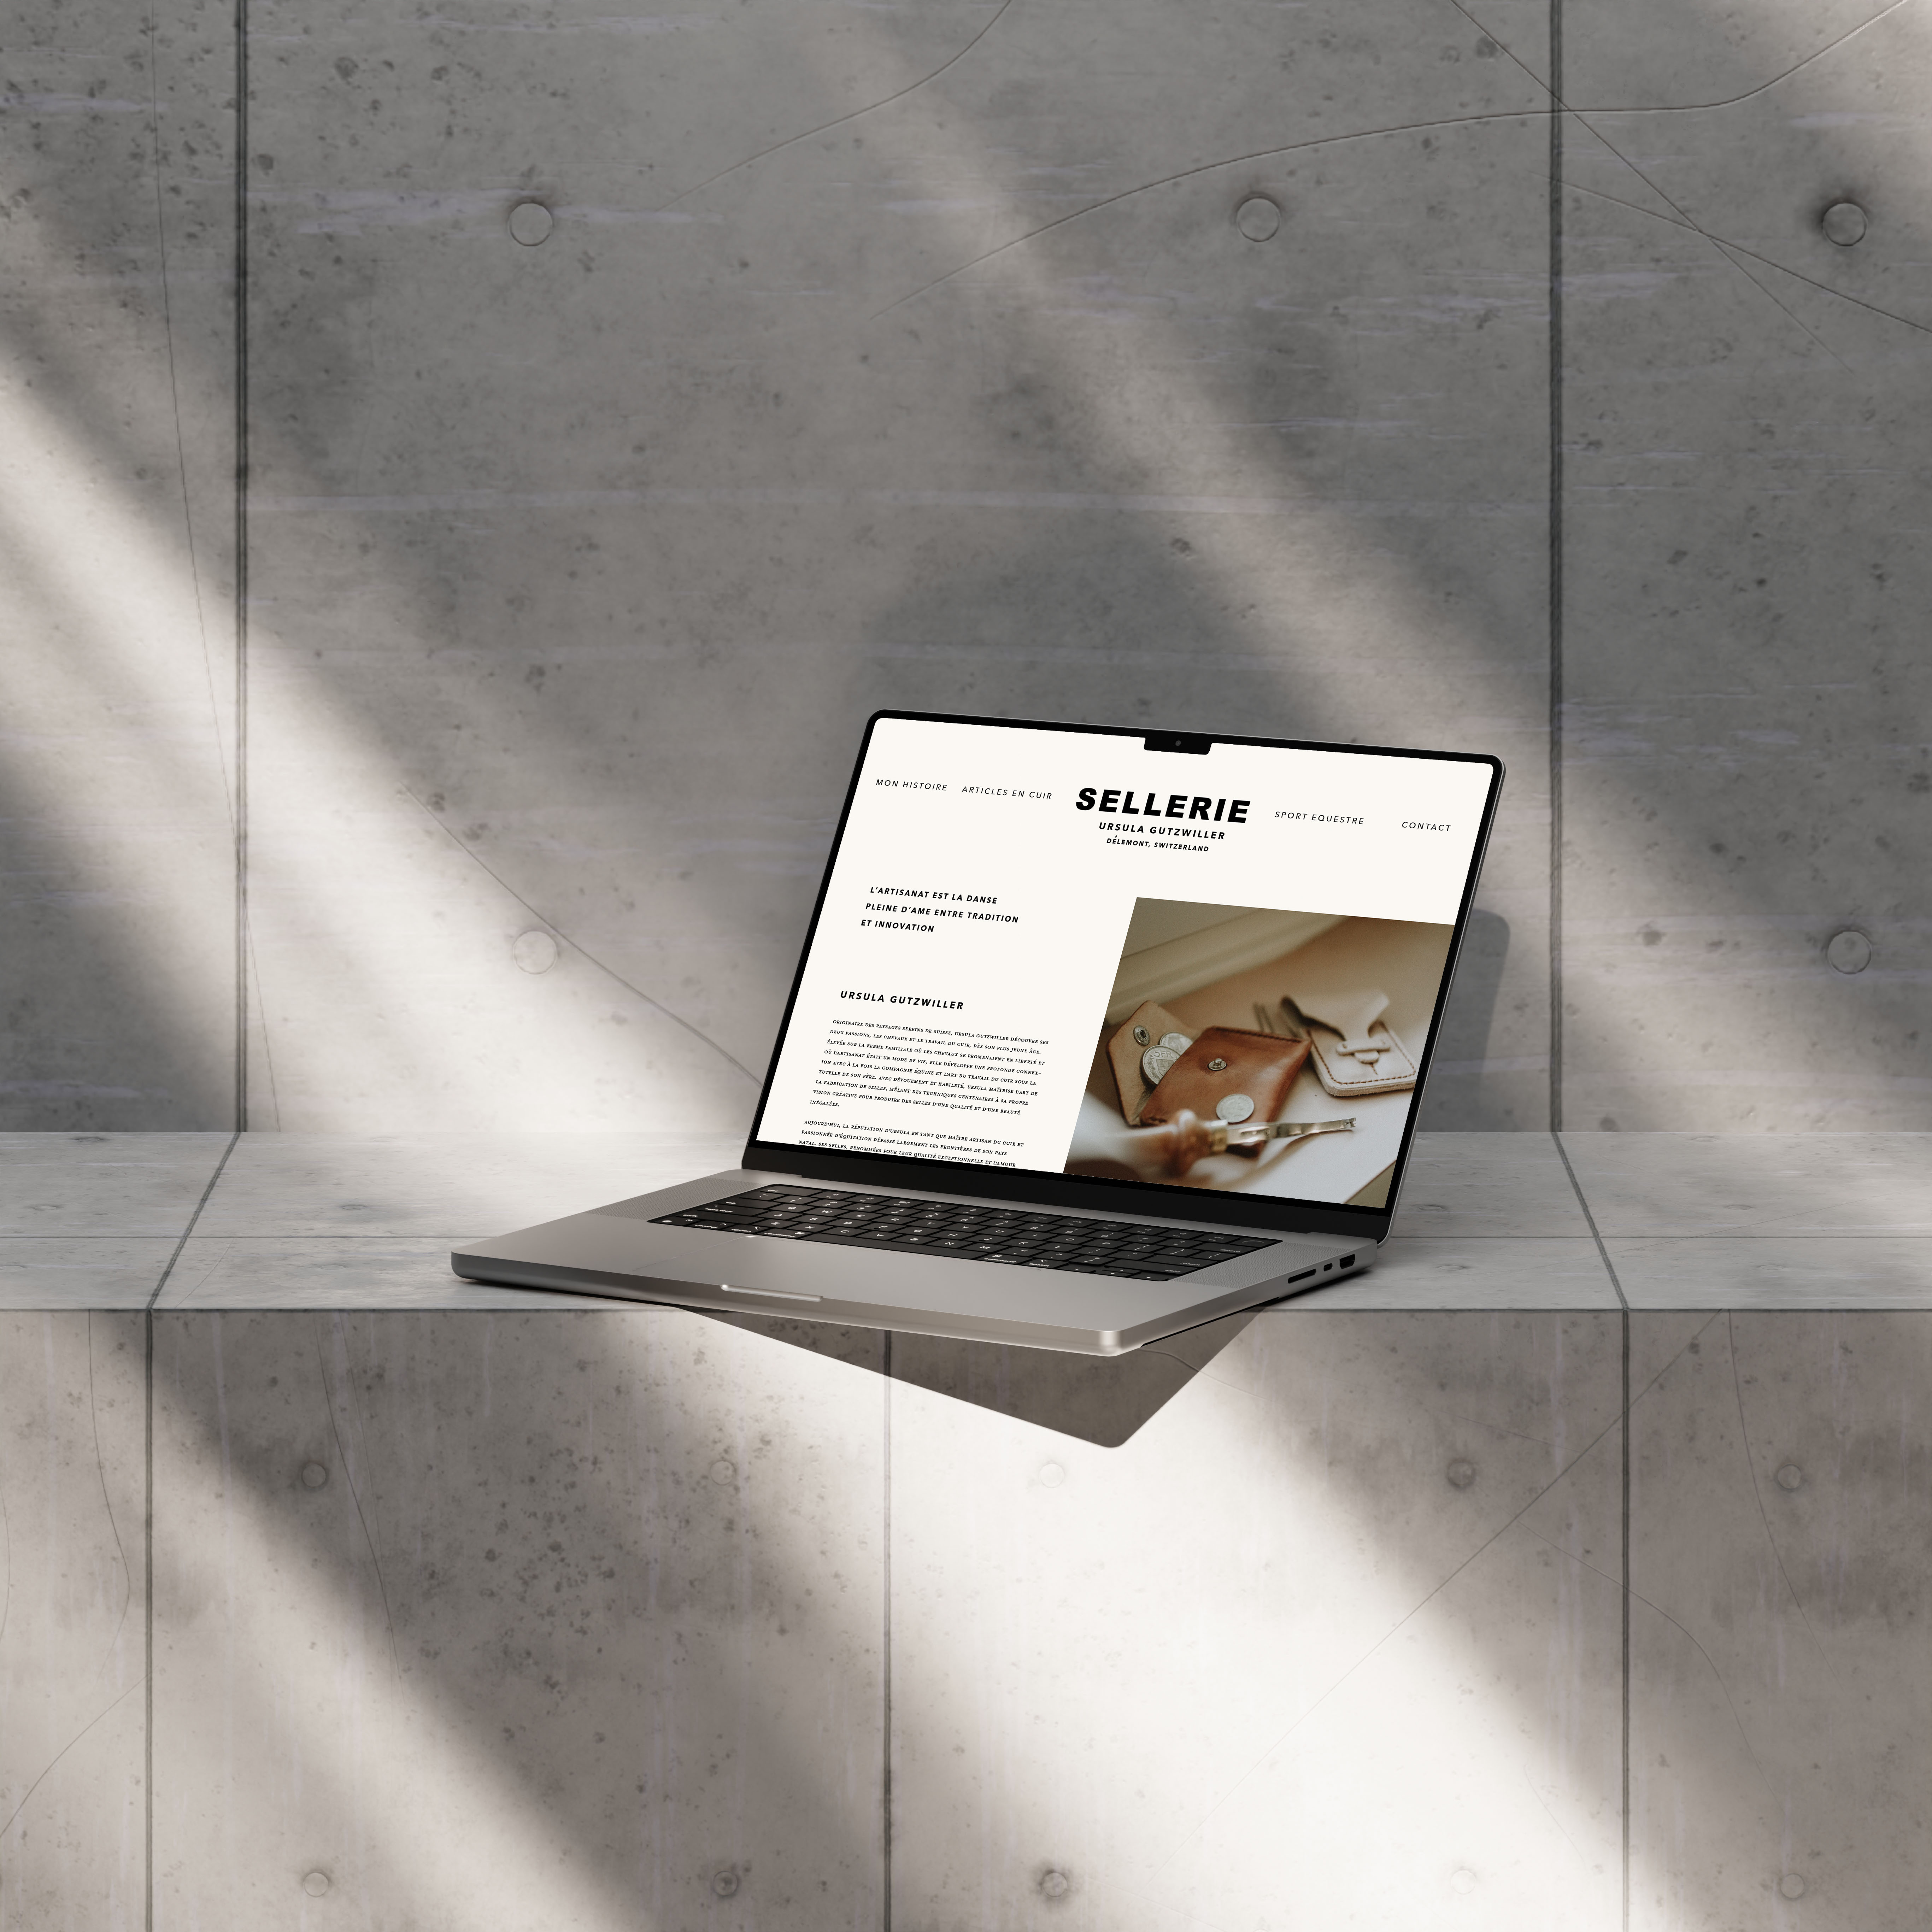 MON HISTOIRE
ARTICLES EN CUIR
SELLERIE
URSULA GUTZWILLER
DÉLEMONT, SWITZERLAND
SPORT EQUESTRE
CONTACT
L'ARTISANAT EST LA DANSE
PLEINE D'AME ENTRE TRADITION
ET INNOVATION
URSULA GUTZWILLER
ORIGINAIRE DES PAYSAGES SEREINS DE SUISSE, URSULA GUTZWILLER DÉCOUVRE SES
DEUX PASSIONS, LES CHEVAUX ET LE TRAVAIL DU CUIR, DÈS SON PLUS JEUNE ÂGE.
ÉLEVÉE SUR LA FERME FAMILIALE OÙ LES CHEVAUX SE PROMENAIENT EN LIBERTÉ ET
OÙ L'ARTISANAT ÉTAIT UN MODE DE VIE, ELLE DÉVELOPPE UNE PROFONDE CONNEX-
ION AVEC À LA FOIS LA COMPAGNIE ÉQUINE ET L'ART DU TRAVAIL DU CUIR SOUS LA
TUTELLE DE SON PÈRE. AVEC DÉVOUEMENT ET HABILETÉ, URSULA MAÎTRISE L'ART DE
LA FABRICATION DE SELLES, MÊLANT DES TECHNIQUES CENTENAIRES À SA PROPRE
VISION CRÉATIVE POUR PRODUIRE DES SELLES D'UNE QUALITÉ ET D'UNE BEAUTÉ
INÉGALÉES.
AUJOURD'HUI, LA RÉPUTATION D'URSULA EN TANT QUE MAÎTRE ARTISAN DU CUIR ET
PASSIONNÉE D'ÉQUITATION DÉPASSE LARGEMENT LES FRONTIÈRES DE SON PAYS
NATAL. SES SELLES, RENOMMÉES POUR LEUR QUALITÉ EXCEPTIONNELLE ET L'AMOUR